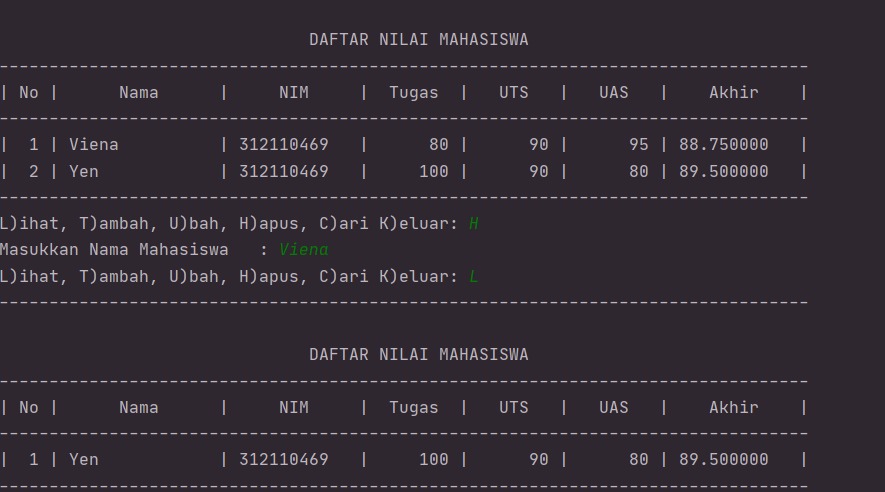 DAFTAR NILAI MAHASISWA
--------------------------------------------------------------------------------
| No |      Nama      |     NIM     |  Tugas  |   UTS   |   UAS   |    Akhir    |
--------------------------------------------------------------------------------
|  1 | Viena          | 312110469   |      80 |      90 |      95 | 88.750000   |
|  2 | Yen            | 312110469   |     100 |      90 |      80 | 89.500000   |
--------------------------------------------------------------------------------
L)ihat, T)ambah, U)bah, H)apus, C)ari K)eluar: H
Masukkan Nama Mahasiswa   : Viena
L)ihat, T)ambah, U)bah, H)apus, C)ari K)eluar: L
--------------------------------------------------------------------------------
DAFTAR NILAI MAHASISWA
--------------------------------------------------------------------------------
| No |      Nama      |     NIM     |  Tugas  |   UTS   |   UAS   |    Akhir    |
--------------------------------------------------------------------------------
|  1 | Yen            | 312110469   |     100 |      90 |      80 | 89.500000   |
--------------------------------------------------------------------------------